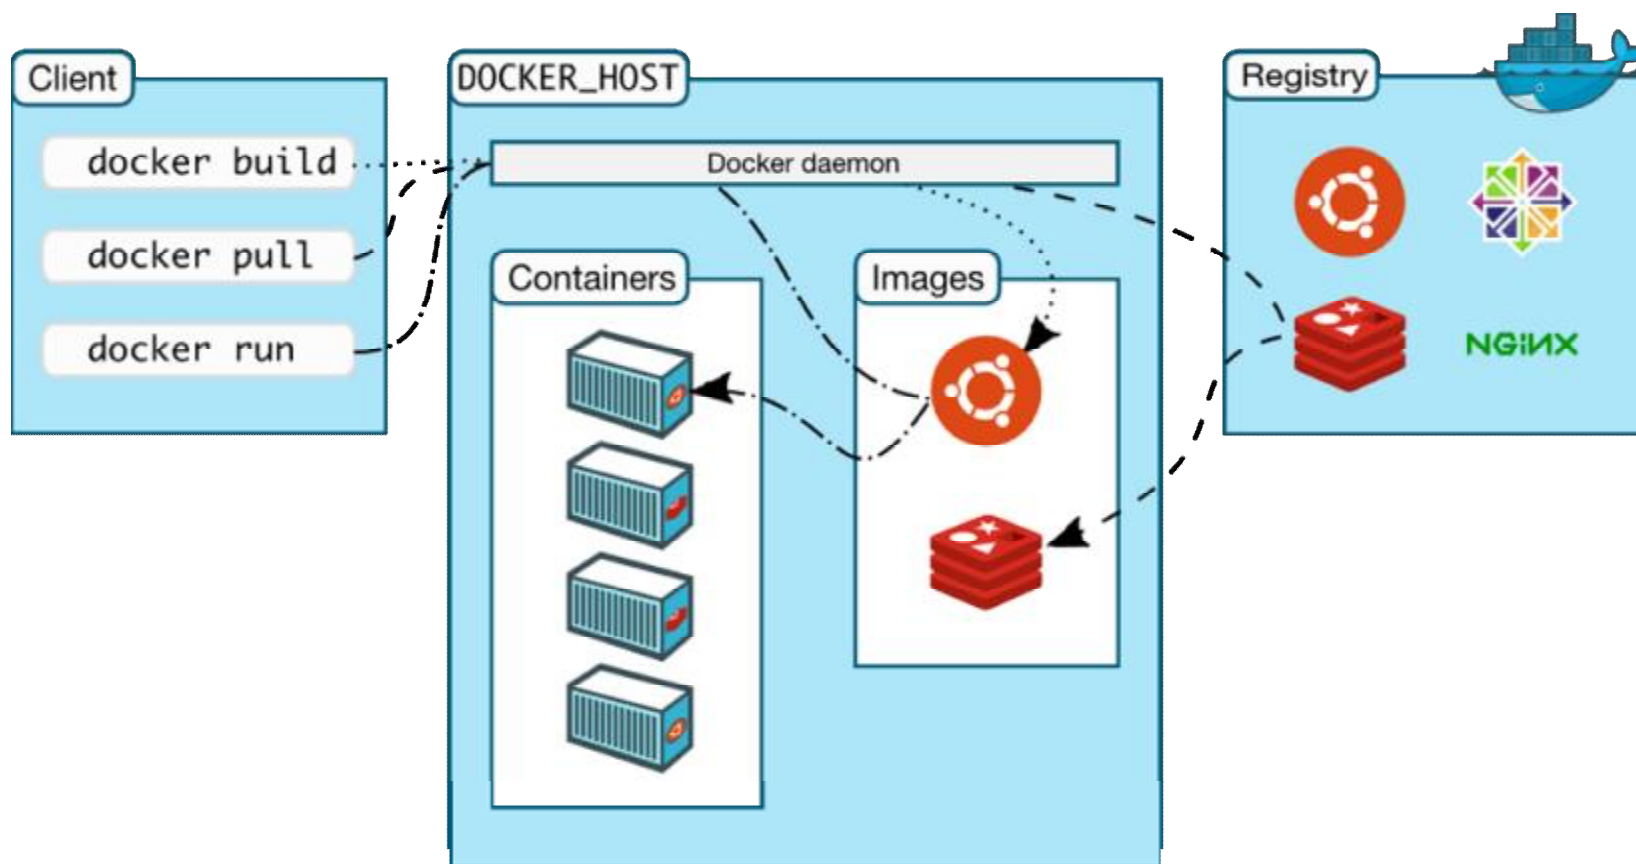 Client
docker build
docker pull
docker run
DOCKER_HOST
Docker daemon
Containers
Images
Registry
NGiNX